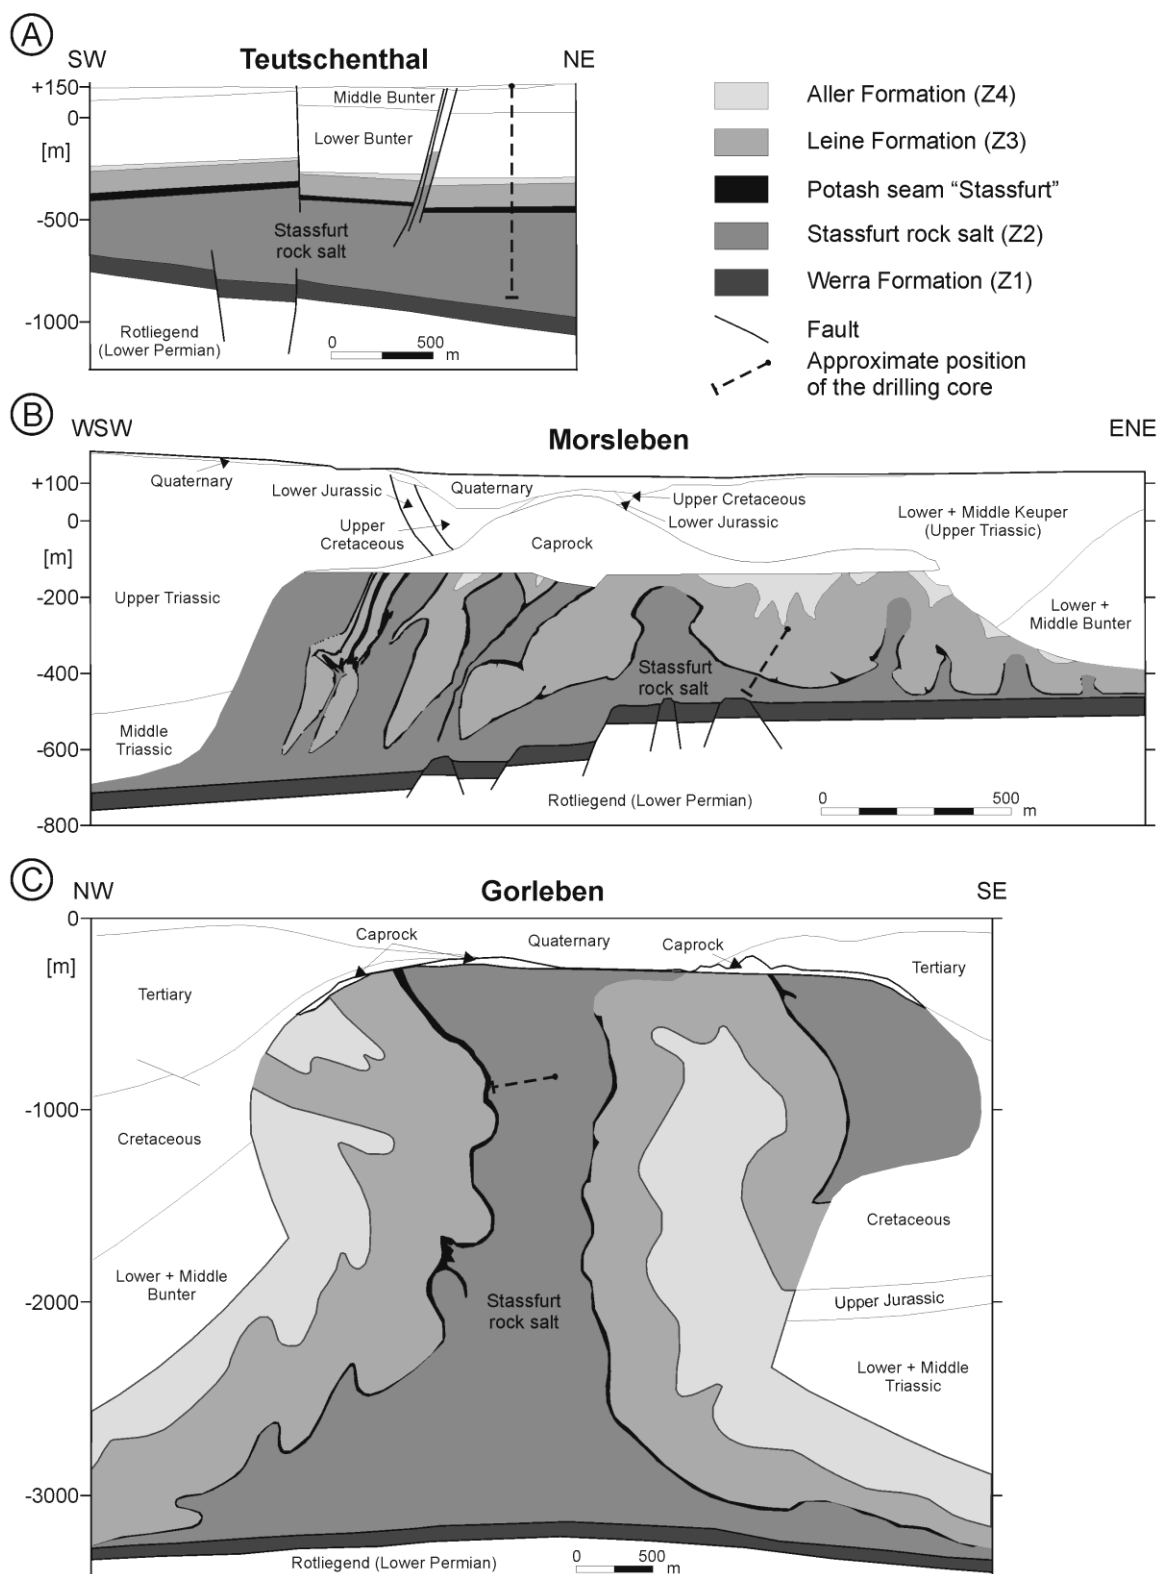 A
SW
Teutschenthal
NE
+150
0
[m]
-500
-1000
Middle Bunter
Lower Bunter
Stassfurt
rock salt
Rotliegend
(Lower Permian)
0
500
m
Aller Formation (Z4)
Leine Formation (Z3)
Potash seam “Stassfurt”
Stassfurt rock salt (Z2)
Werra Formation (Z1)
Fault
Approximate position
of the drilling core
B
WSW
Morsleben
ENE
+100
0
[m]
-200
-400
-600
-800
Quaternary
Lower Jurassic
Quaternary
Upper
Cretaceous
Upper Cretaceous
Lower Jurassic
Caprock
Lower + Middle Keuper
(Upper Triassic)
Upper Triassic
Lower +
Middle Bunter
Stassfurt
rock salt
Middle
Triassic
Rotliegend (Lower Permian)
0
500
m
C
NW
Gorleben
SE
0
[m]
-1000
-2000
-3000
Caprock
Quaternary
Caprock
Tertiary
Tertiary
Cretaceous
Cretaceous
Lower + Middle
Bunter
Stassfurt
rock salt
Upper Jurassic
Lower + Middle
Triassic
Rotliegend (Lower Permian)
0
500
m